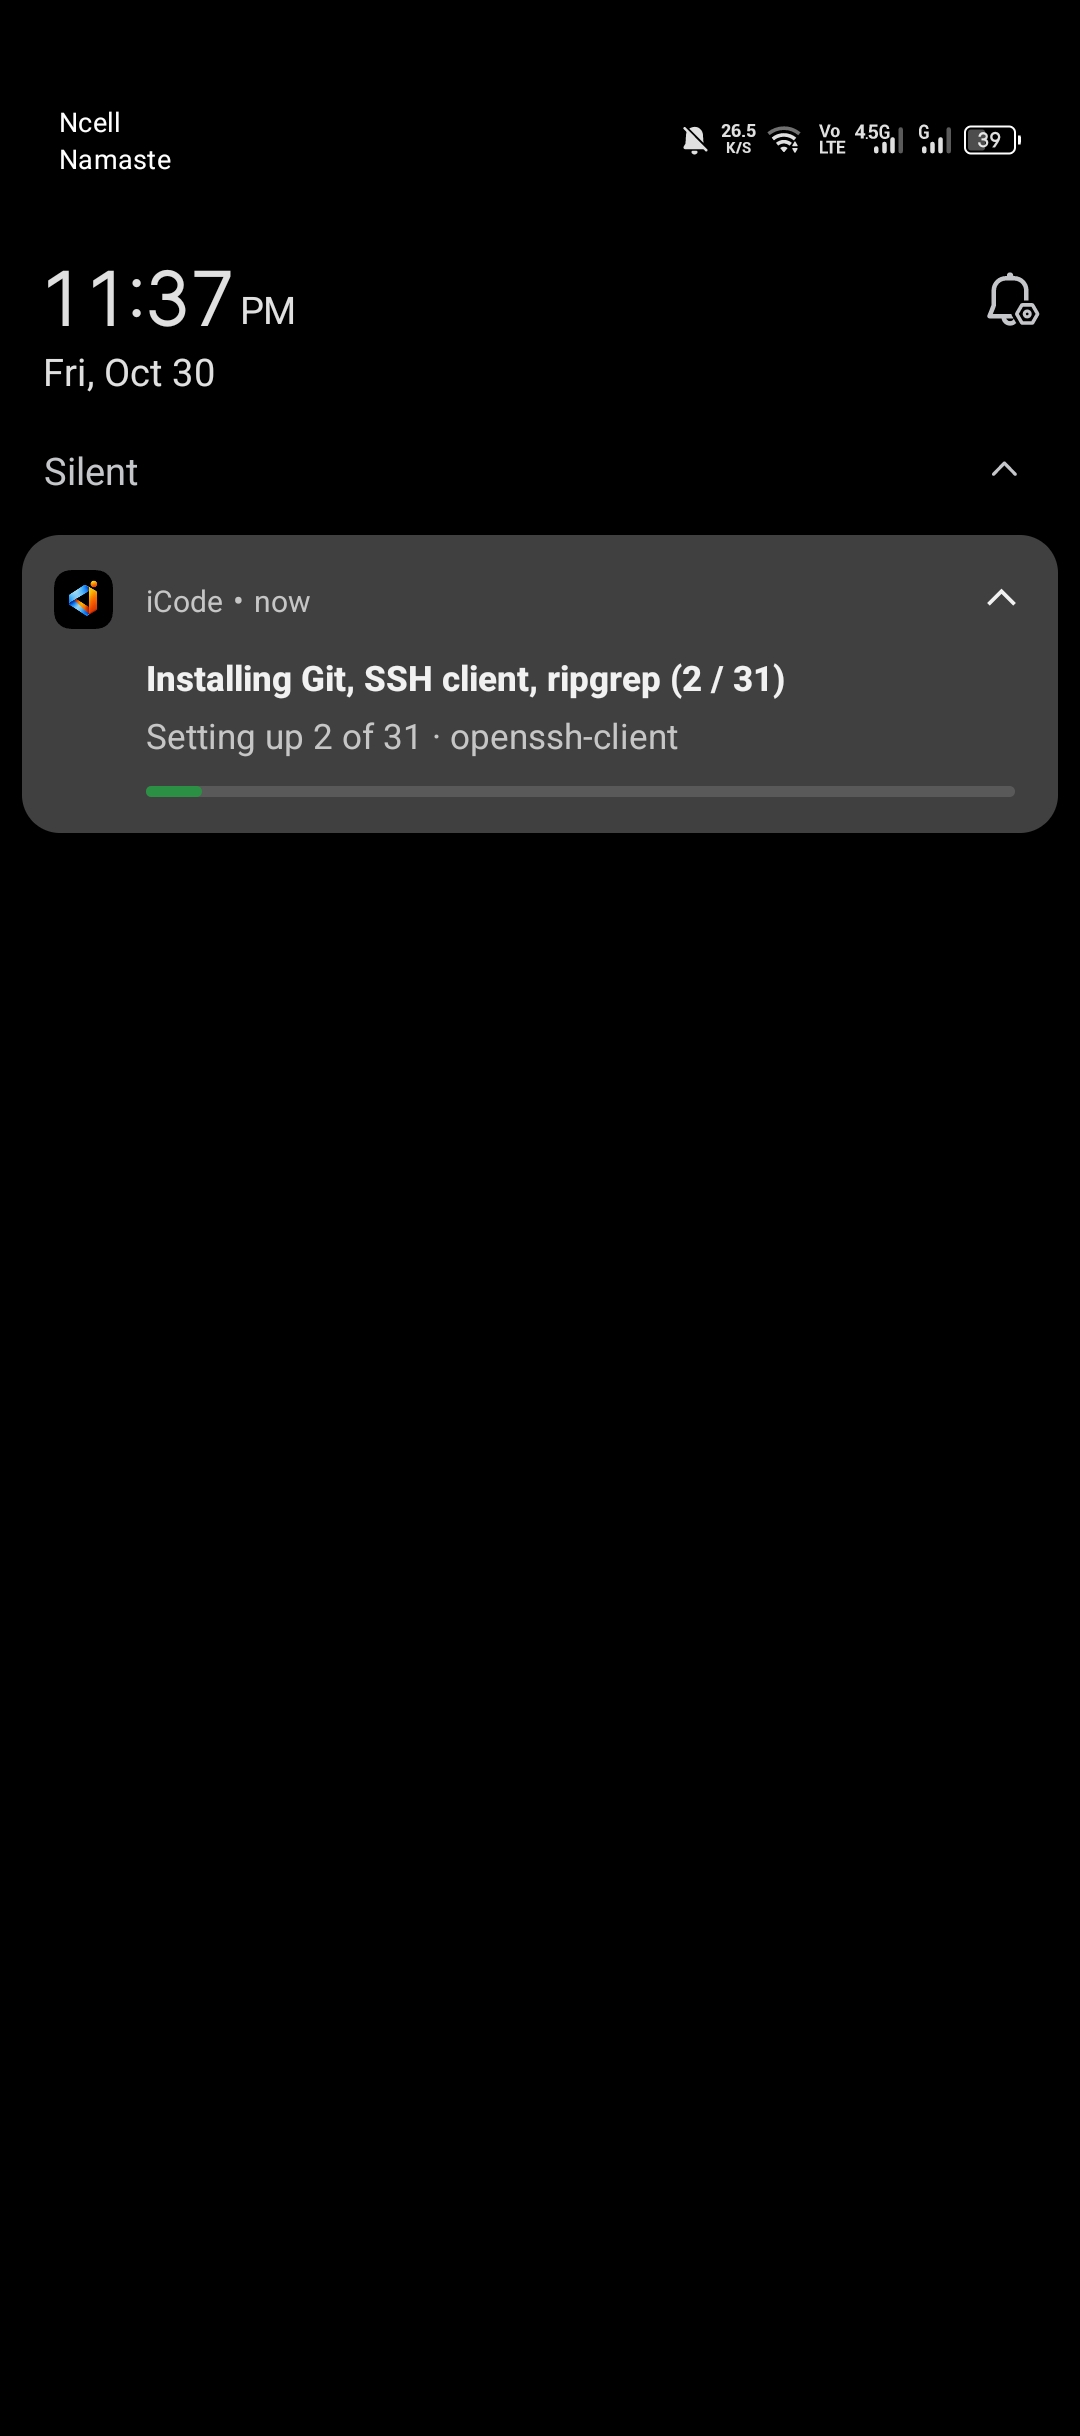 Ncell
Namaste
26.5
K/S
Vo
LTE
4.5G
G
39
11:37 PM
Fri, Oct 30
Silent
iCode • now
Installing Git, SSH client, ripgrep (2 / 31)
Setting up 2 of 31 · openssh-client